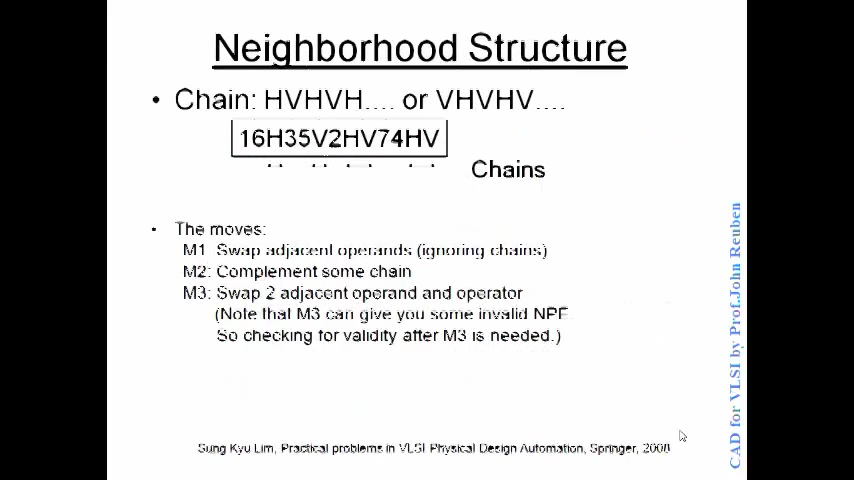 Neighborhood Structure
• Chain: HVHVH.... or VHVHV....
16H35V2HV74HV
Chains
• The moves:
M1: Swap adjacent operands (ignoring chains)
M2: Complement some chain
M3: Swap 2 adjacent operand and operator
(Note that M3 can give you some invalid NPE.
So checking for validity after M3 is needed.)
Sung Kyu Lim, Practical problems in VLSI Physical Design Automation, Springer, 2008
CAD for VLSI by Prof.John Reuben